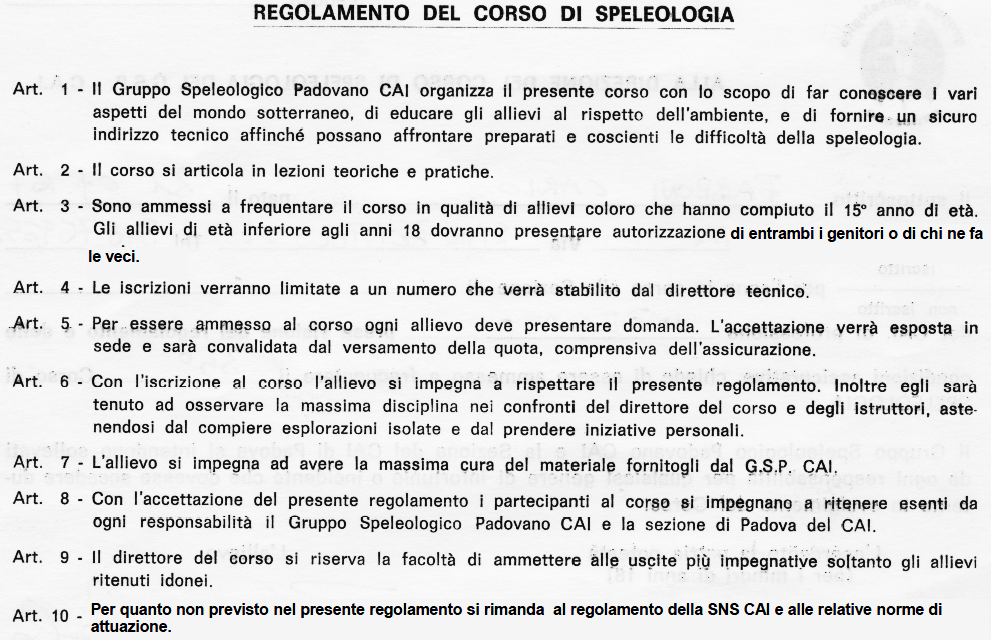 REGOLAMENTO DEL CORSO DI SPELEOLOGIA
Art. 1 - Il Gruppo Speleologico Padovano CAI organizza il presente corso con lo scopo di far conoscere i vari
aspetti del mondo sotterraneo, di educare gli allievi al rispetto dell'ambiente, e di fornire un sicuro
indirizzo tecnico affinché possano affrontare preparati e coscienti le difficoltà della speleologia.
Art. 2 - Il corso si articola in lezioni teoriche e pratiche.
Art. 3 - Sono ammessi a frequentare il corso in qualità di allievi coloro che hanno compiuto il 15° anno di età.
Gli allievi di età inferiore agli anni 18 dovranno presentare autorizzazione di entrambi i genitori o di chi ne fa
le veci.
Art. 4 - Le iscrizioni verranno limitate a un numero che verrà stabilito dal direttore tecnico.
Art. 5 - Per essere ammesso al corso ogni allievo deve presentare domanda. L'accettazione verrà esposta in
sede e sarà convalidata dal versamento della quota, comprensiva dell'assicurazione.
Art. 6 - Con l'iscrizione al corso l'allievo si impegna a rispettare il presente regolamento. Inoltre egli sarà
tenuto ad osservare la massima disciplina nei confronti del direttore del corso e degli istruttori, aste-
nendosi dal compiere esplorazioni isolate e dal prendere iniziative personali.
Art. 7 - L'allievo si impegna ad avere la massima cura del materiale fornitogli dal G.S.P. CAI.
Art. 8 - Con l'accettazione del presente regolamento i partecipanti al corso si impegnano a ritenere esenti da
ogni responsabilità il Gruppo Speleologico Padovano CAI e la sezione di Padova del CAI.
Art. 9 - Il direttore del corso si riserva la facoltà di ammettere alle uscite più impegnative soltanto gli allievi
ritenuti idonei.
Art. 10 - Per quanto non previsto nel presente regolamento si rimanda al regolamento della SNS CAI e alle relative norme di
attuazione.